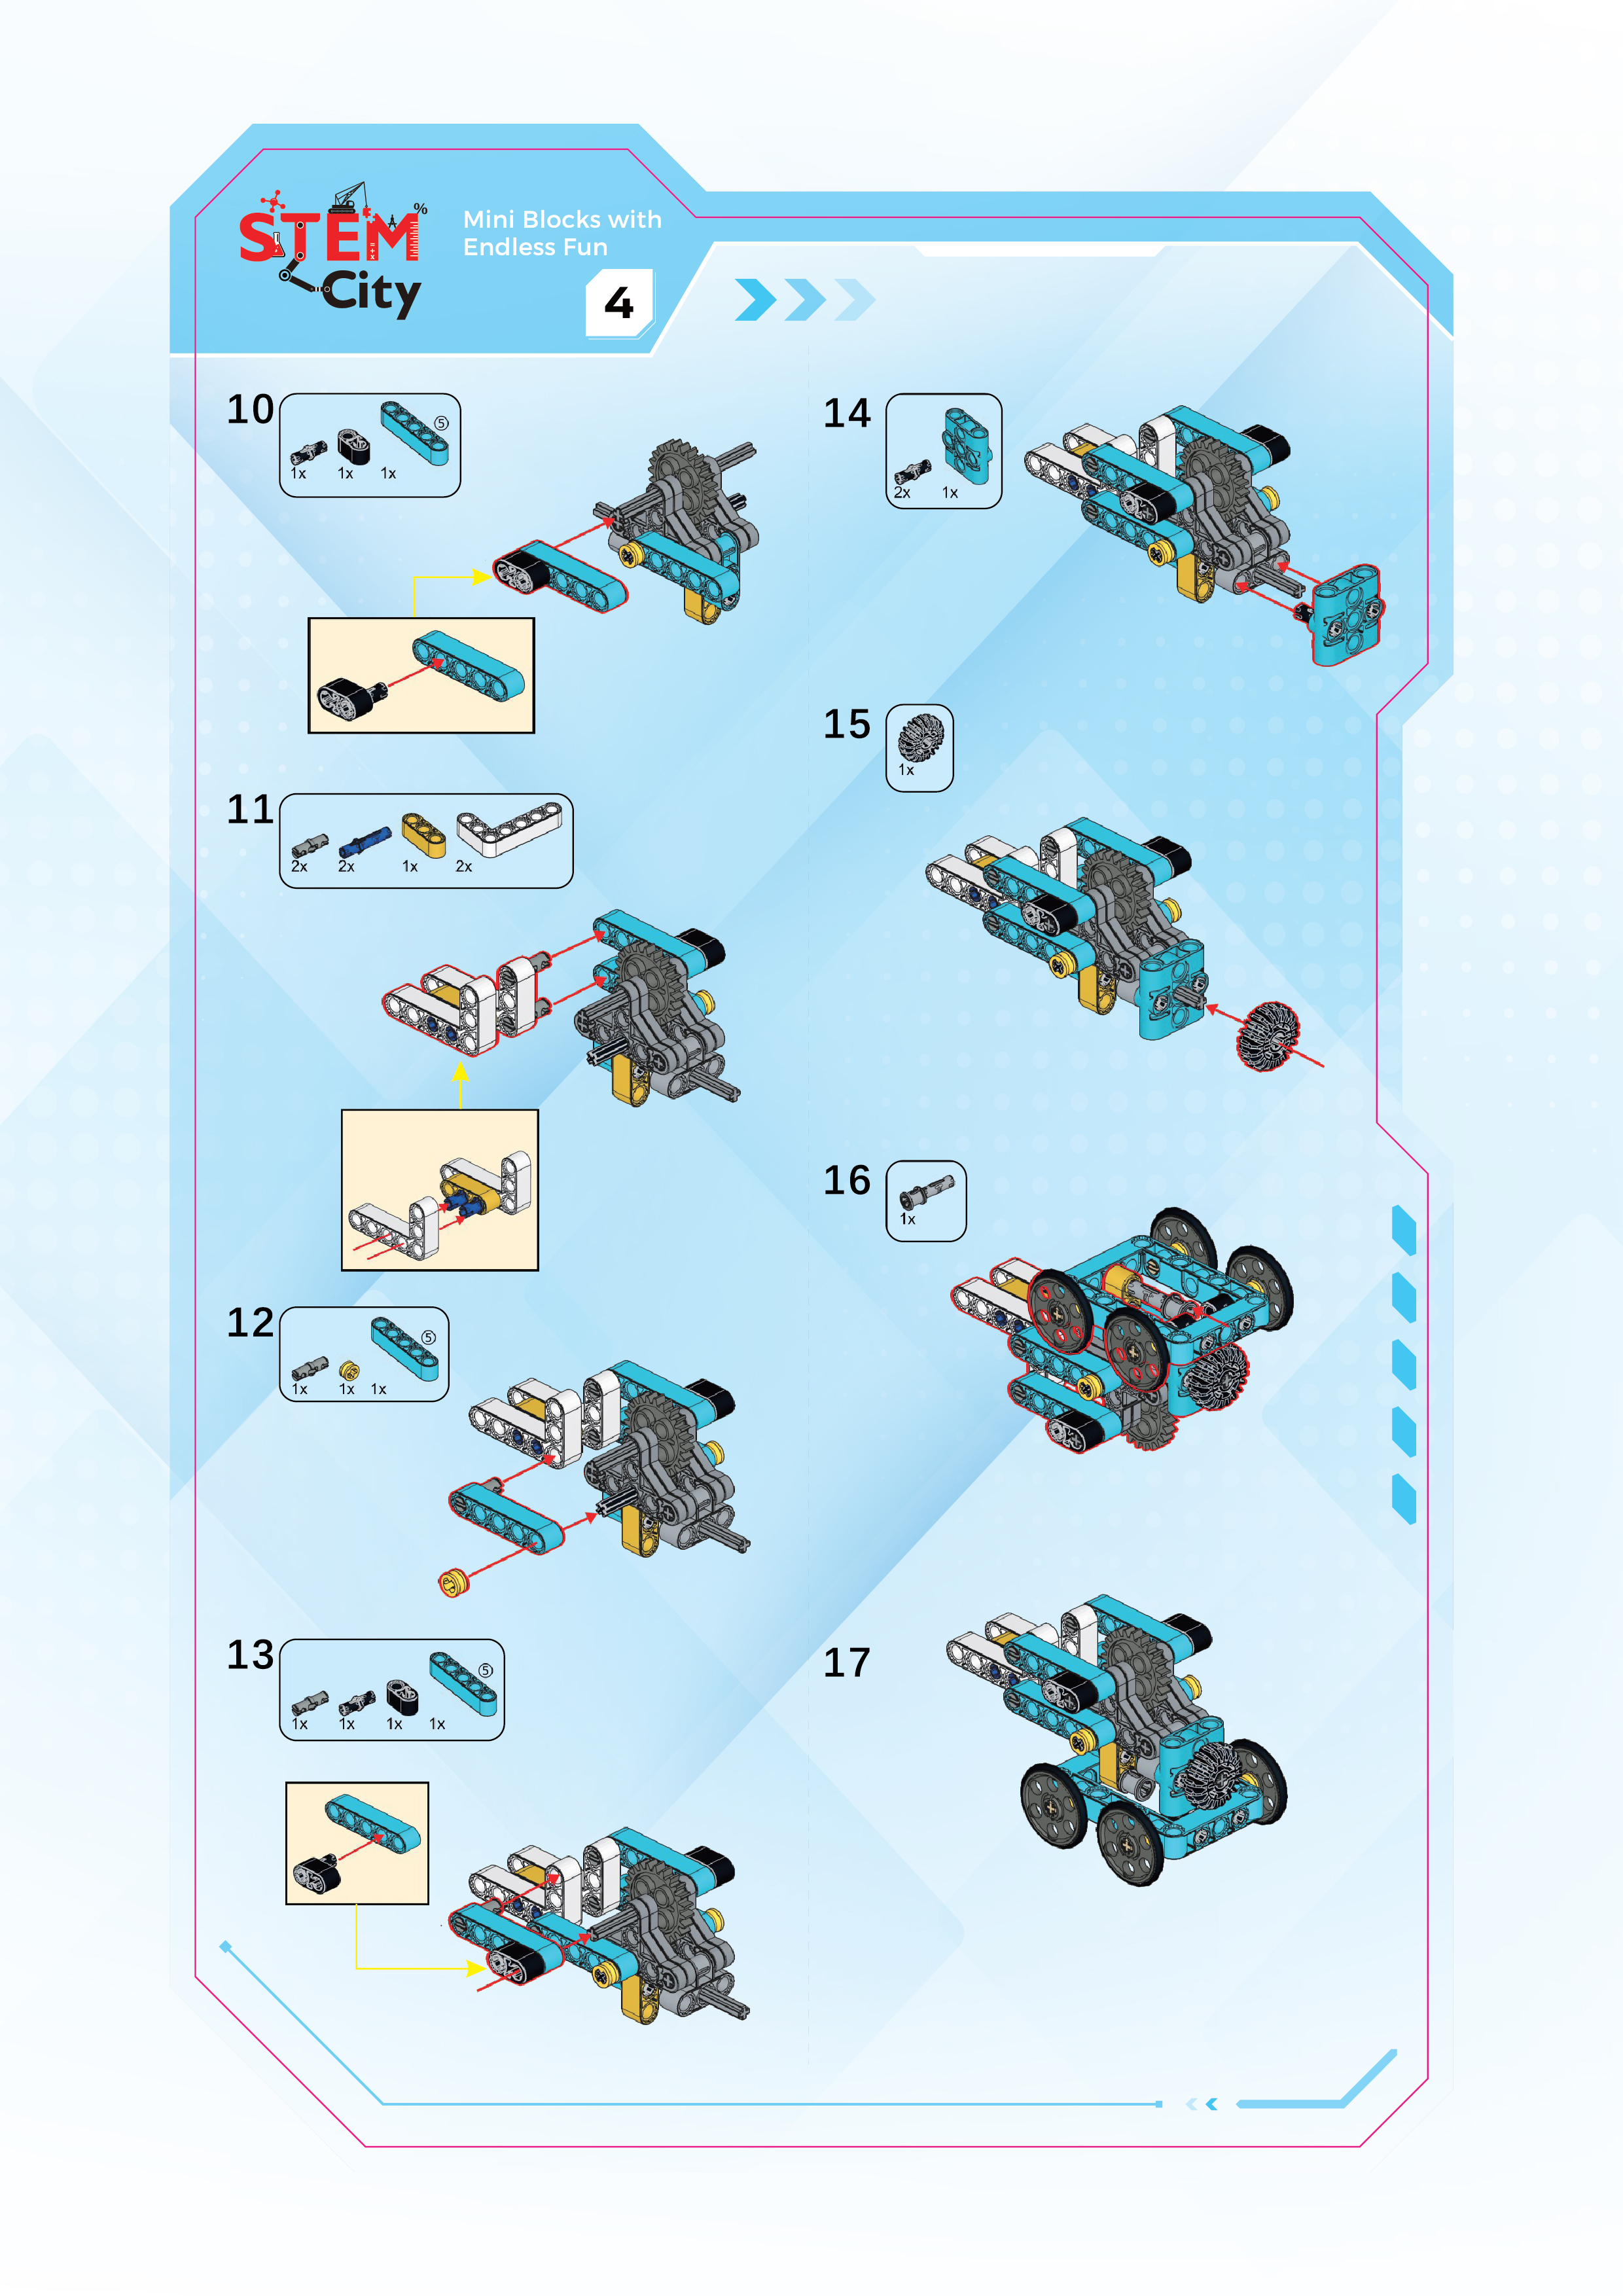 STEM%
City
Mini Blocks with
Endless Fun
4
10
5
1x 1x 1x
11
2x 2x 1x 2x
12
5
1x 1x 1x
13
5
1x 1x 1x 1x
14
2x 1x
15
1x
16
1x
17